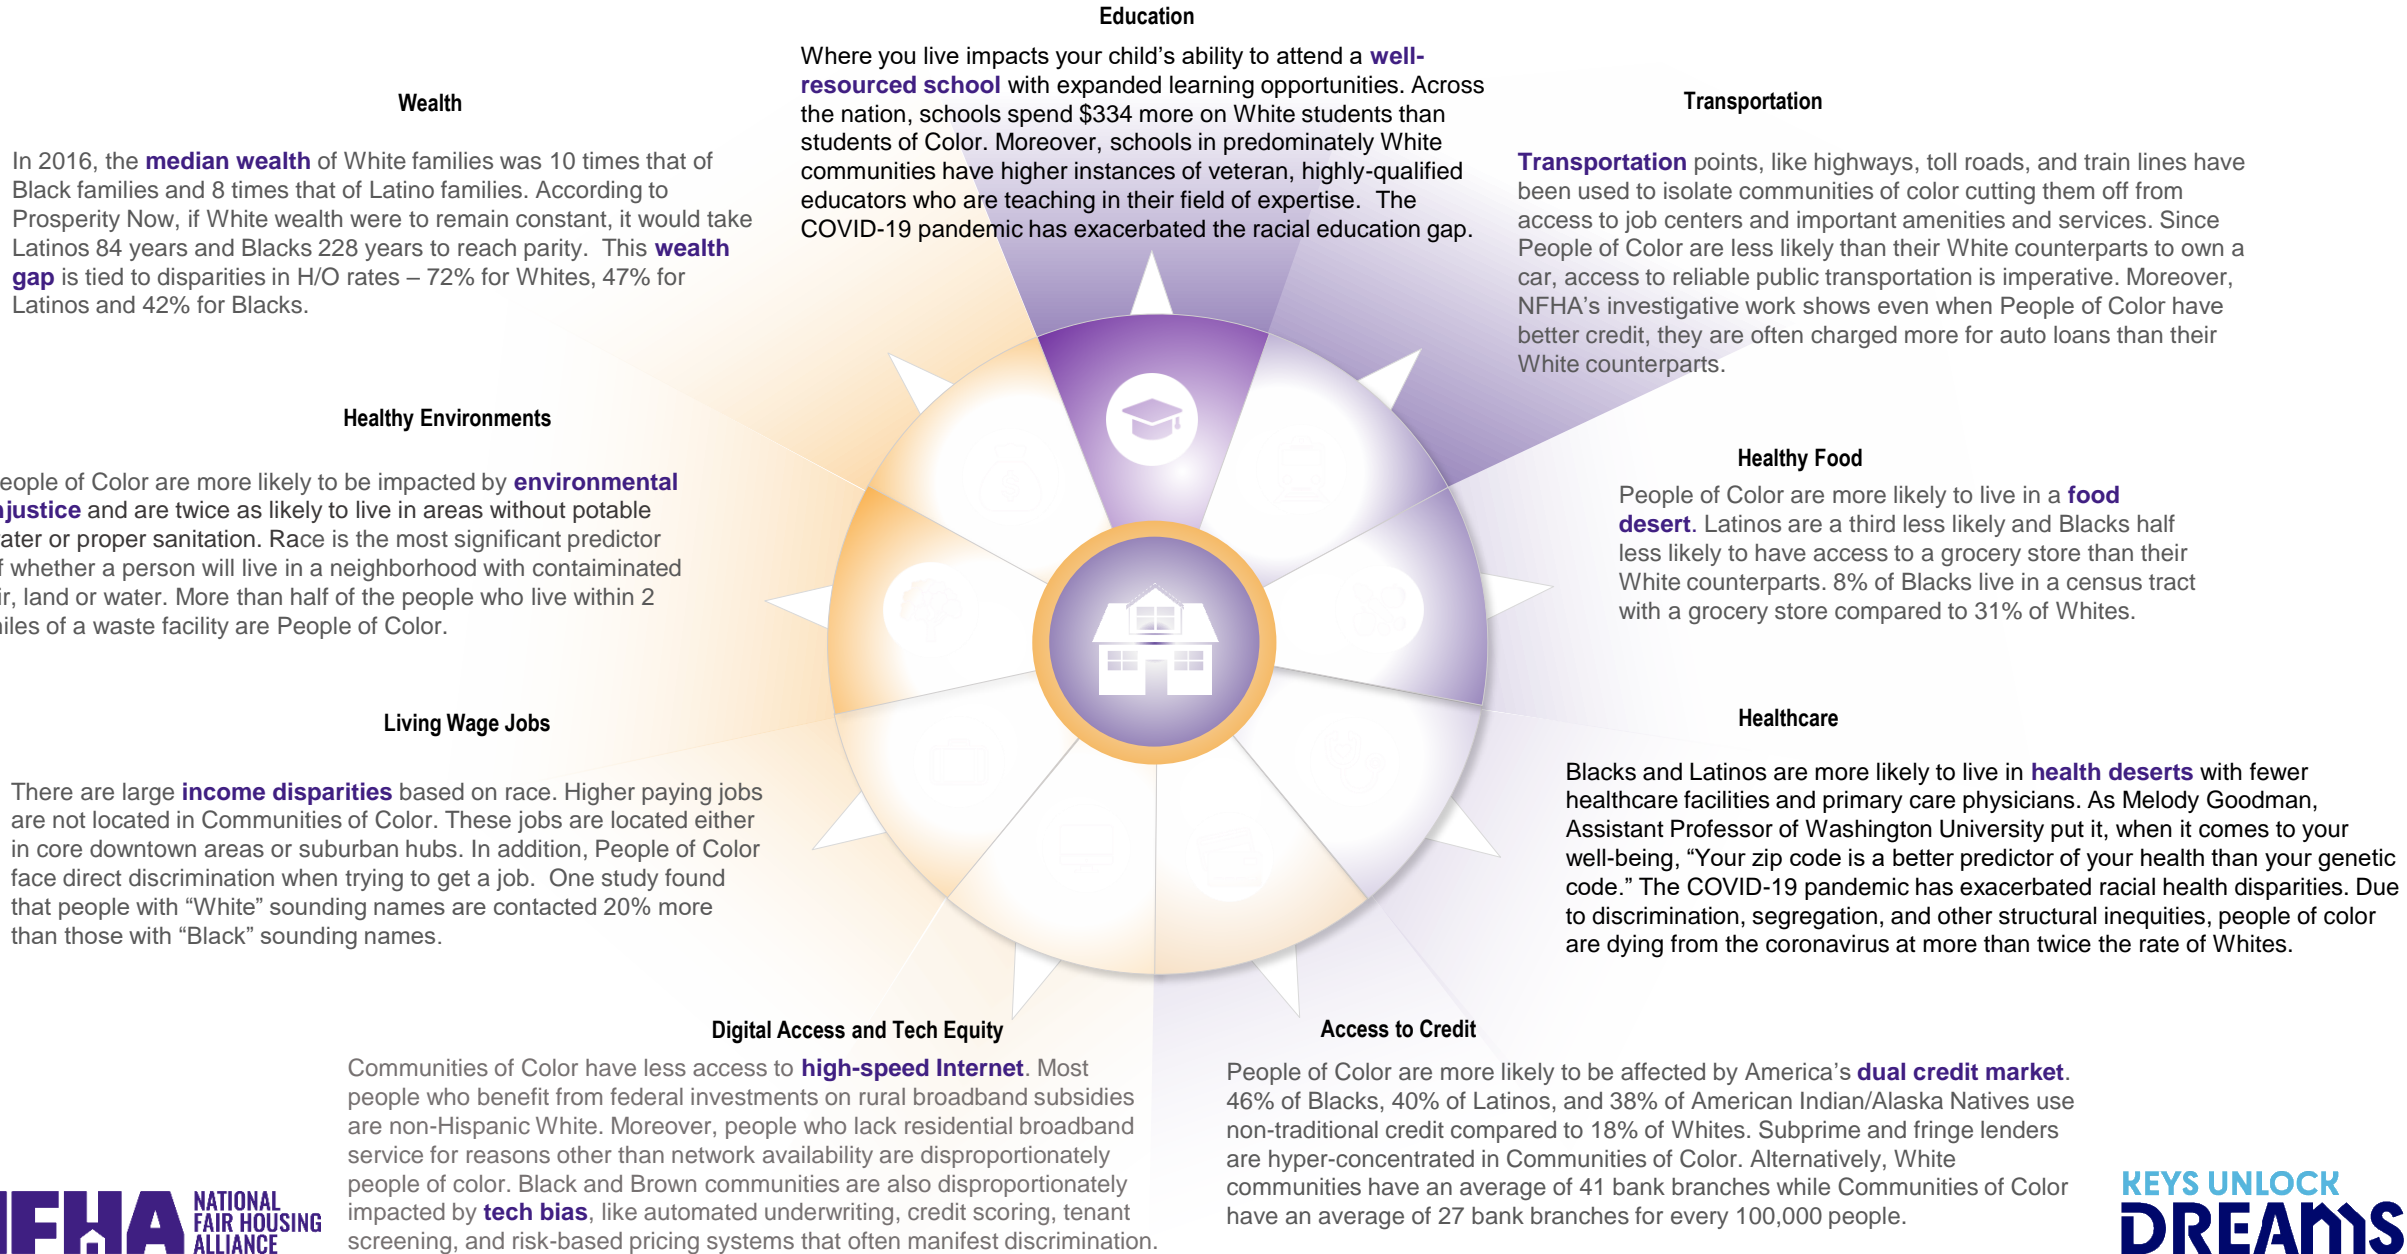 Education
Where you live impacts your child’s ability to attend a well-
resourced school with expanded learning opportunities. Across
the nation, schools spend $334 more on White students than
students of Color. Moreover, schools in predominately White
communities have higher instances of veteran, highly-qualified
educators who are teaching in their field of expertise.  The
COVID-19 pandemic has exacerbated the racial education gap.
Wealth
In 2016, the median wealth of White families was 10 times that of
Black families and 8 times that of Latino families. According to
Prosperity Now, if White wealth were to remain constant, it would take
Latinos 84 years and Blacks 228 years to reach parity.  This wealth
gap is tied to disparities in H/O rates – 72% for Whites, 47% for
Latinos and 42% for Blacks.
Transportation
Transportation points, like highways, toll roads, and train lines have
been used to isolate communities of color cutting them off from
access to job centers and important amenities and services. Since
People of Color are less likely than their White counterparts to own a
car, access to reliable public transportation is imperative. Moreover,
NFHA’s investigative work shows even when People of Color have
better credit, they are often charged more for auto loans than their
White counterparts.
Healthy Environments
eople of Color are more likely to be impacted by environmental
justice and are twice as likely to live in areas without potable
ater or proper sanitation. Race is the most significant predictor
f whether a person will live in a neighborhood with contaiminated
ir, land or water. More than half of the people who live within 2
iles of a waste facility are People of Color.
Healthy Food
People of Color are more likely to live in a food
desert. Latinos are a third less likely and Blacks half
less likely to have access to a grocery store than their
White counterparts. 8% of Blacks live in a census tract
with a grocery store compared to 31% of Whites.
Living Wage Jobs
There are large income disparities based on race. Higher paying jobs
are not located in Communities of Color. These jobs are located either
in core downtown areas or suburban hubs. In addition, People of Color
face direct discrimination when trying to get a job.  One study found
that people with “White” sounding names are contacted 20% more
than those with “Black” sounding names.
Healthcare
Blacks and Latinos are more likely to live in health deserts with fewer
healthcare facilities and primary care physicians. As Melody Goodman,
Assistant Professor of Washington University put it, when it comes to your
well-being, “Your zip code is a better predictor of your health than your genetic
code.” The COVID-19 pandemic has exacerbated racial health disparities. Due
to discrimination, segregation, and other structural inequities, people of color
are dying from the coronavirus at more than twice the rate of Whites.
Digital Access and Tech Equity
Communities of Color have less access to high-speed Internet. Most
people who benefit from federal investments on rural broadband subsidies
are non-Hispanic White. Moreover, people who lack residential broadband
service for reasons other than network availability are disproportionately
people of color. Black and Brown communities are also disproportionately
impacted by tech bias, like automated underwriting, credit scoring, tenant
screening, and risk-based pricing systems that often manifest discrimination.
Access to Credit
People of Color are more likely to be affected by America’s dual credit market.
46% of Blacks, 40% of Latinos, and 38% of American Indian/Alaska Natives use
non-traditional credit compared to 18% of Whites. Subprime and fringe lenders
are hyper-concentrated in Communities of Color. Alternatively, White
communities have an average of 41 bank branches while Communities of Color
have an average of 27 bank branches for every 100,000 people.
FHA
NATIONAL
FAIR HOUSING
ALLIANCE
KEYS UNLOCK
DREAMS